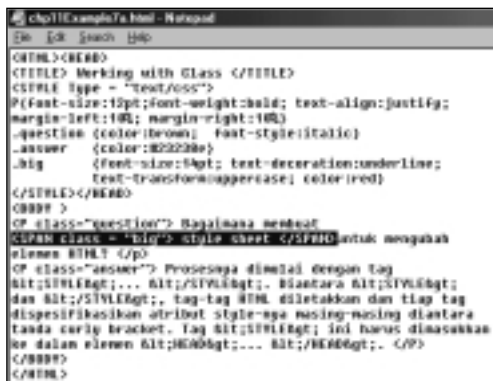 chp11Example7a.html - Notepad
File Edit Search Help
<HTML><HEAD>
<TITLE> Working with Class </TITLE>
<STYLE Type = "text/css">
P{font-size:12pt;font-weight:bold; text-align:justify;
margin-left:10%; margin-right:10%}
.question {color:brown; font-style:italic}
.answer {color:#23238e}
.big {font-size:14pt; text-decoration:underline;
text-transform:uppercase; color:red}
</STYLE></HEAD>
<BODY >
<P class="question"> Bagaimana membuat
<SPAN class = "big"> style sheet </SPAN>untuk mengubah
elemen HTML? </p>
<P class="answer"> Prosesnya dimulai dengan tag
&lt;STYLE&gt;... &lt;/STYLE&gt;. Diantara &lt;STYLE&gt;
dan &lt;/STYLE&gt;, tag-tag HTML diletakkan dan tiap tag
dispesifikasikan atribut style-nya masing-masing diantara
tanda curly bracket. Tag &lt;STYLE&gt; ini harus dimasukkan
ke dalam elemen &lt;HEAD&gt;... &lt;/HEAD&gt;. </P>
</BODY>
</HTML>